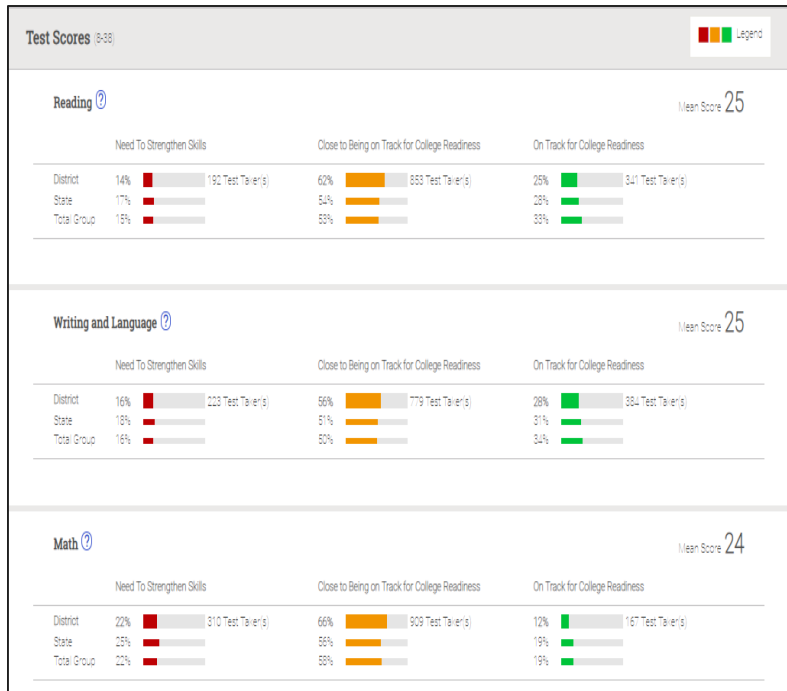 Test Scores (8-38)
Legend
Reading ?
Mean Score 25
Need To Strengthen Skills Close to Being on Track for College Readiness On Track for College Readiness
District 14% 192 Test Taker(s) 62% 853 Test Taker(s) 25% 341 Test Taker(s)
State 17% 54% 28%
Total Group 15% 53% 33%
Writing and Language ?
Mean Score 25
Need To Strengthen Skills Close to Being on Track for College Readiness On Track for College Readiness
District 16% 223 Test Taker(s) 56% 779 Test Taker(s) 28% 384 Test Taker(s)
State 18% 51% 31%
Total Group 16% 50% 34%
Math ?
Mean Score 24
Need To Strengthen Skills Close to Being on Track for College Readiness On Track for College Readiness
District 22% 310 Test Taker(s) 66% 909 Test Taker(s) 12% 167 Test Taker(s)
State 25% 56% 19%
Total Group 22% 58% 19%